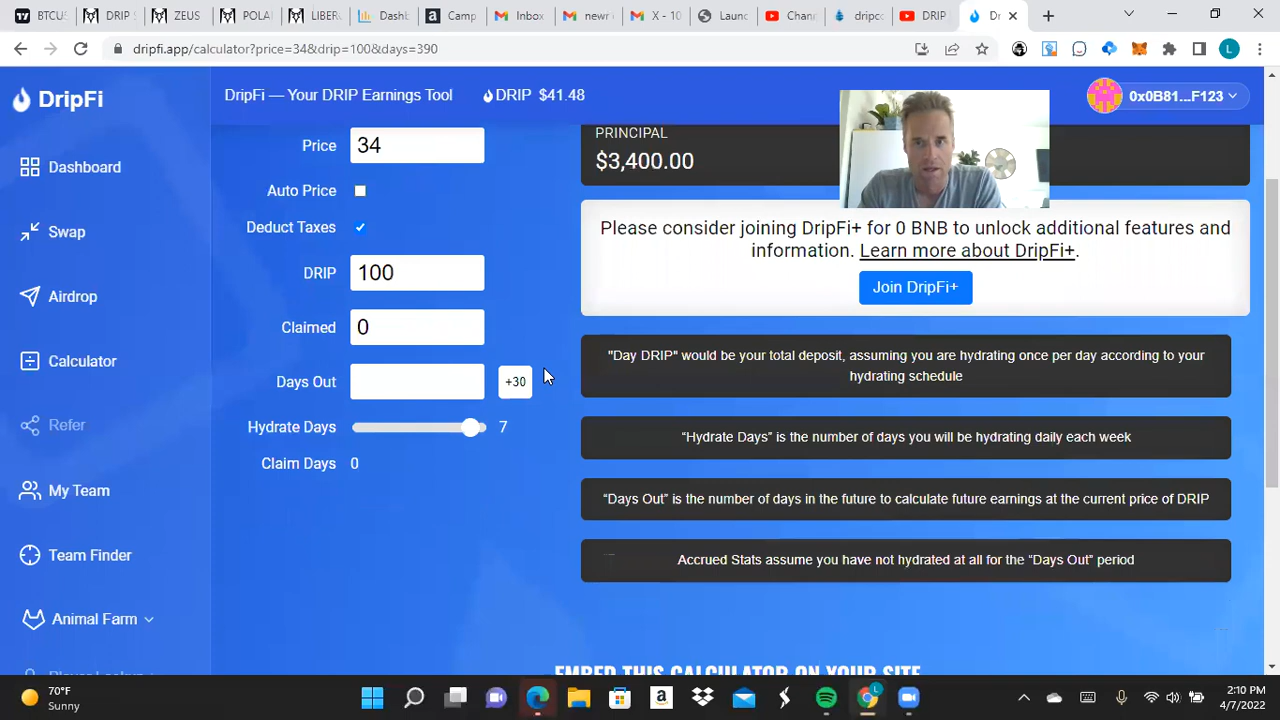 BTCUS
DRIP S
ZEUS
POLA
LIBER
Dashb
Camp
Inbox
newr
X - 10
Laun
Chan
dripco
DRIP
Dr
dripfi.app/calculator?price=34&drip=100&days=390
L
DripFi
DripFi — Your DRIP Earnings Tool
DRIP $41.48
0x0B81...F123
Dashboard
Swap
Airdrop
Calculator
Refer
My Team
Team Finder
Animal Farm
Price
34
Auto Price
Deduct Taxes
DRIP
100
Claimed
0
Days Out
+30
Hydrate Days
7
Claim Days
0
PRINCIPAL
$3,400.00
Please consider joining DripFi+ for 0 BNB to unlock additional features and
information. Learn more about DripFi+.
Join DripFi+
"Day DRIP" would be your total deposit, assuming you are hydrating once per day according to your
hydrating schedule
“Hydrate Days” is the number of days you will be hydrating daily each week
“Days Out” is the number of days in the future to calculate future earnings at the current price of DRIP
Accrued Stats assume you have not hydrated at all for the “Days Out” period
EMBED THIS CALCULATOR ON YOUR SITE
70°F
Sunny
2:10 PM
4/7/2022